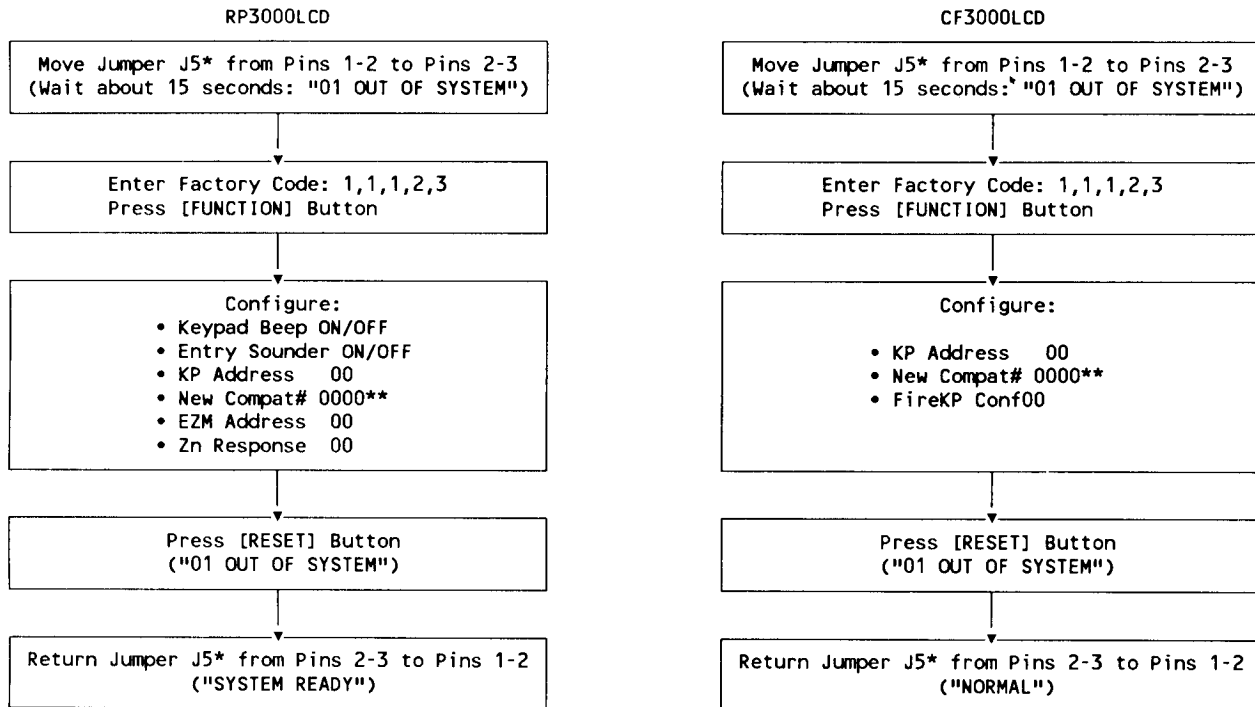 RP3000LCD
Move Jumper J5* from Pins 1-2 to Pins 2-3
(Wait about 15 seconds: "01 OUT OF SYSTEM")
Enter Factory Code: 1,1,1,2,3
Press [FUNCTION] Button
Configure:
• Keypad Beep ON/OFF
• Entry Sounder ON/OFF
• KP Address 00
• New Compat# 0000**
• EZM Address 00
• Zn Response 00
Press [RESET] Button
("01 OUT OF SYSTEM")
Return Jumper J5* from Pins 2-3 to Pins 1-2
("SYSTEM READY")
CF3000LCD
Move Jumper J5* from Pins 1-2 to Pins 2-3
(Wait about 15 seconds: "01 OUT OF SYSTEM")
Enter Factory Code: 1,1,1,2,3
Press [FUNCTION] Button
Configure:
• KP Address 00
• New Compat# 0000**
• FireKP Conf00
Press [RESET] Button
("01 OUT OF SYSTEM")
Return Jumper J5* from Pins 2-3 to Pins 1-2
("NORMAL")